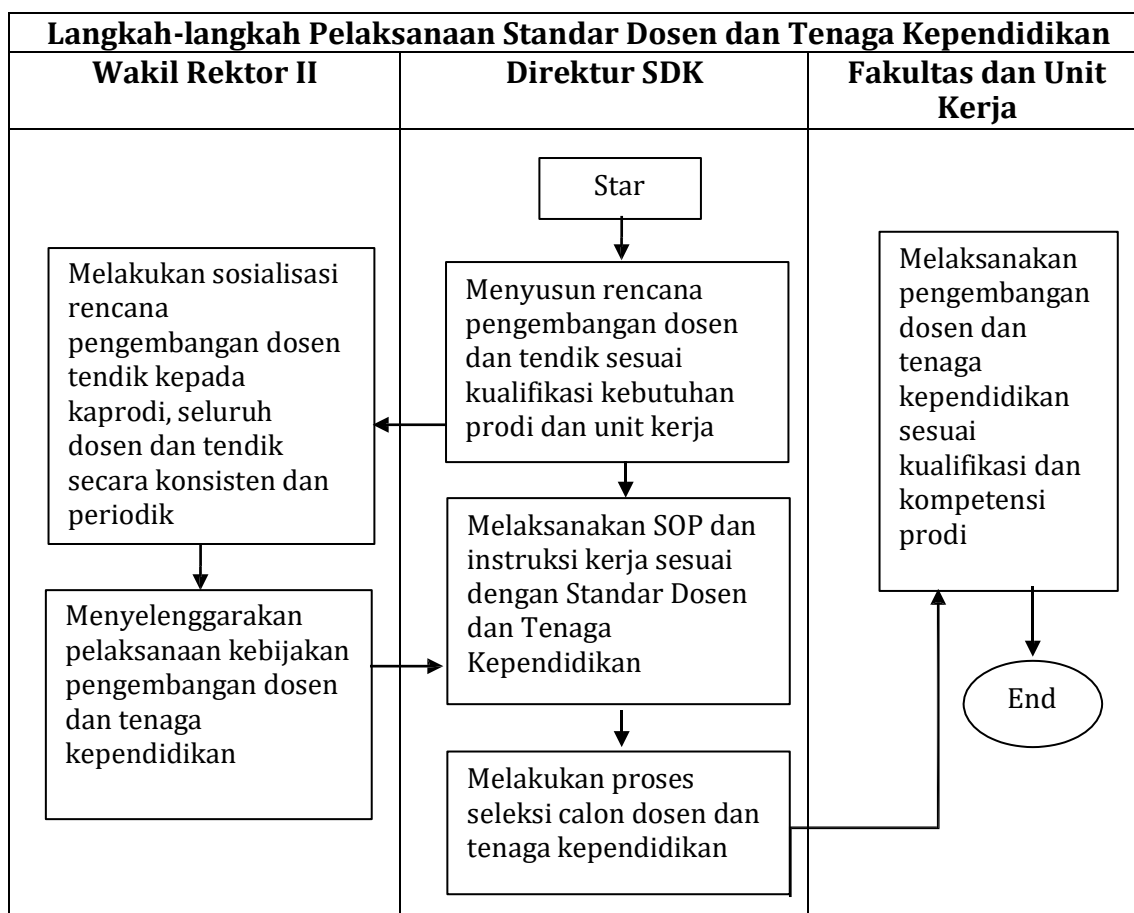 Langkah-langkah Pelaksanaan Standar Dosen dan Tenaga Kependidikan
Wakil Rektor II
Direktur SDK
Fakultas dan Unit
Kerja
Star
Menyusun rencana
pengembangan dosen
dan tendik sesuai
kualifikasi kebutuhan
prodi dan unit kerja
Melakukan sosialisasi
rencana
pengembangan dosen
tendik kepada
kaprodi, seluruh
dosen dan tendik
secara konsisten dan
periodik
Menyelenggarakan
pelaksanaan kebijakan
pengembangan dosen
dan tenaga
kependidikan
Melaksanakan SOP dan
instruksi kerja sesuai
dengan Standar Dosen
dan Tenaga
Kependidikan
Melakukan proses
seleksi calon dosen dan
tenaga kependidikan
Melaksanakan
pengembangan
dosen dan
tenaga
kependidikan
sesuai
kualifikasi dan
kompetensi
prodi
End